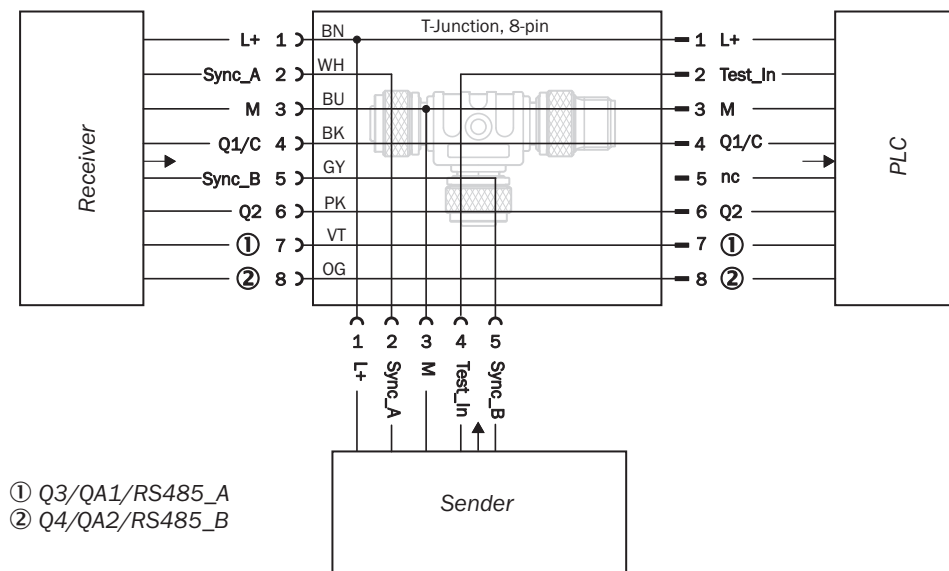 T-Junction, 8-pin
L+ 1 BN 1 L+
Sync_A 2 WH 2 Test_In
M 3 BU 3 M
Q1/C 4 BK 4 Q1/C
Sync_B 5 GY 5 nc
Q2 6 PK 6 Q2
① 7 VT 7 ①
② 8 OG 8 ②
Receiver
PLC
1 2 3 4 5
L+ Sync_A M Test_In Sync_B
Sender
① Q3/QA1/RS485_A
② Q4/QA2/RS485_B